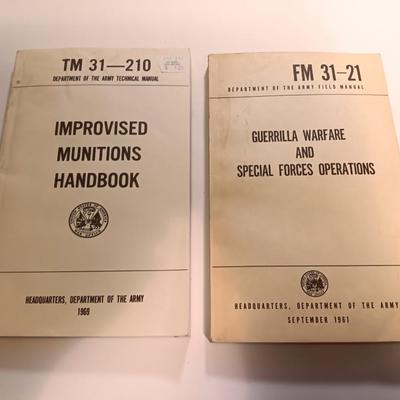 TM 31—210
DEPARTMENT OF THE ARMY TECHNICAL MANUAL
IMPROVISED
MUNITIONS
HANDBOOK
HEADQUARTERS, DEPARTMENT OF THE ARMY
1969
FM 31-21
DEPARTMENT OF THE ARMY FIELD MANUAL
GUERRILLA WARFARE
AND
SPECIAL FORCES OPERATIONS
HEADQUARTERS, DEPARTMENT OF THE ARMY
SEPTEMBER 1961